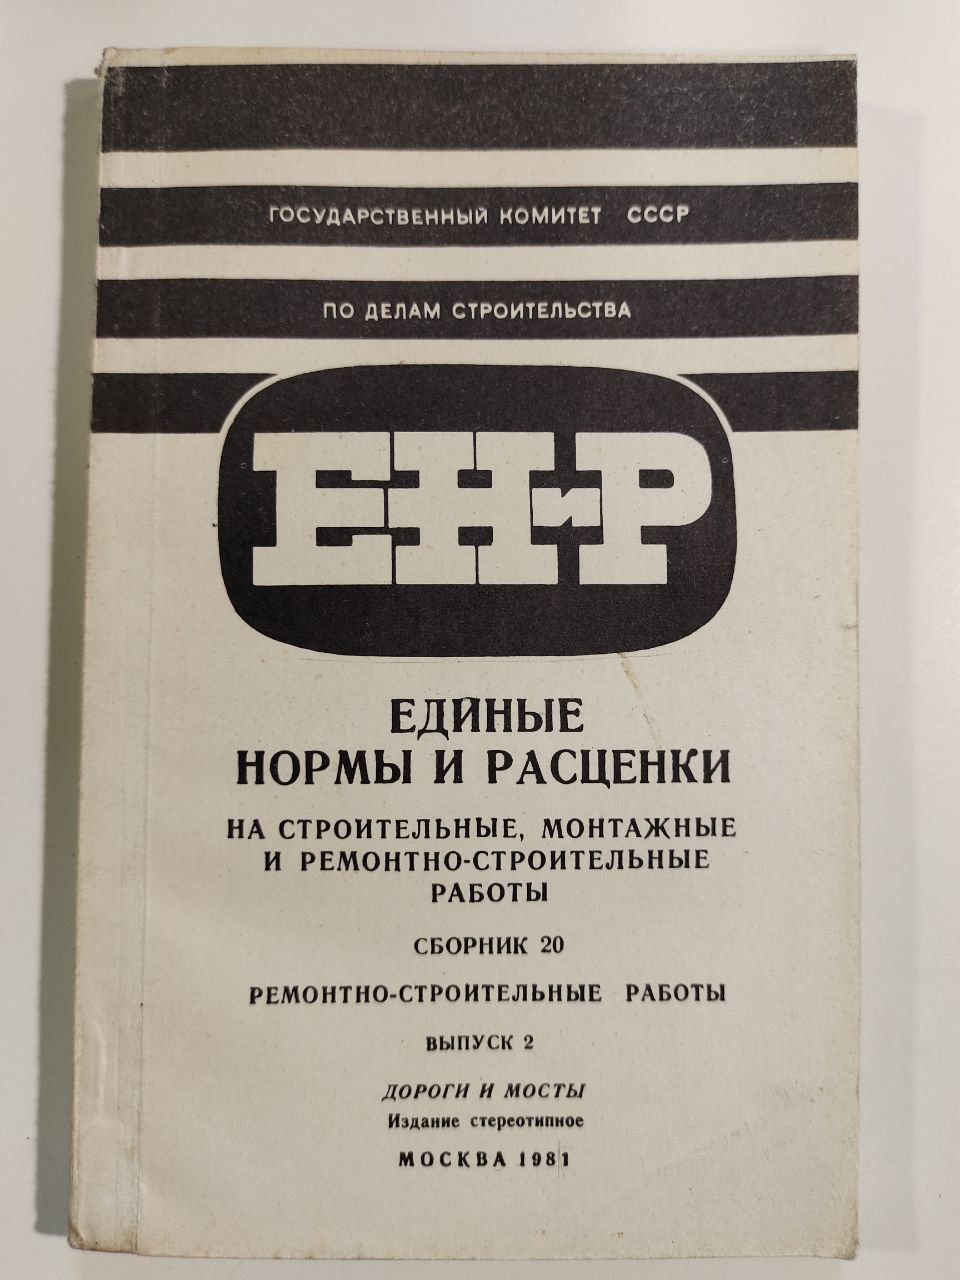 ГОСУДАРСТВЕННЫЙ КОМИТЕТ СССР
ПО ДЕЛАМ СТРОИТЕЛЬСТВА
ЕНиР
ЕДИНЫЕ
НОРМЫ И РАСЦЕНКИ
НА СТРОИТЕЛЬНЫЕ, МОНТАЖНЫЕ
И РЕМОНТНО-СТРОИТЕЛЬНЫЕ
РАБОТЫ
СБОРНИК 20
РЕМОНТНО-СТРОИТЕЛЬНЫЕ РАБОТЫ
ВЫПУСК 2
ДОРОГИ И МОСТЫ
Издание стереотипное
МОСКВА 1981